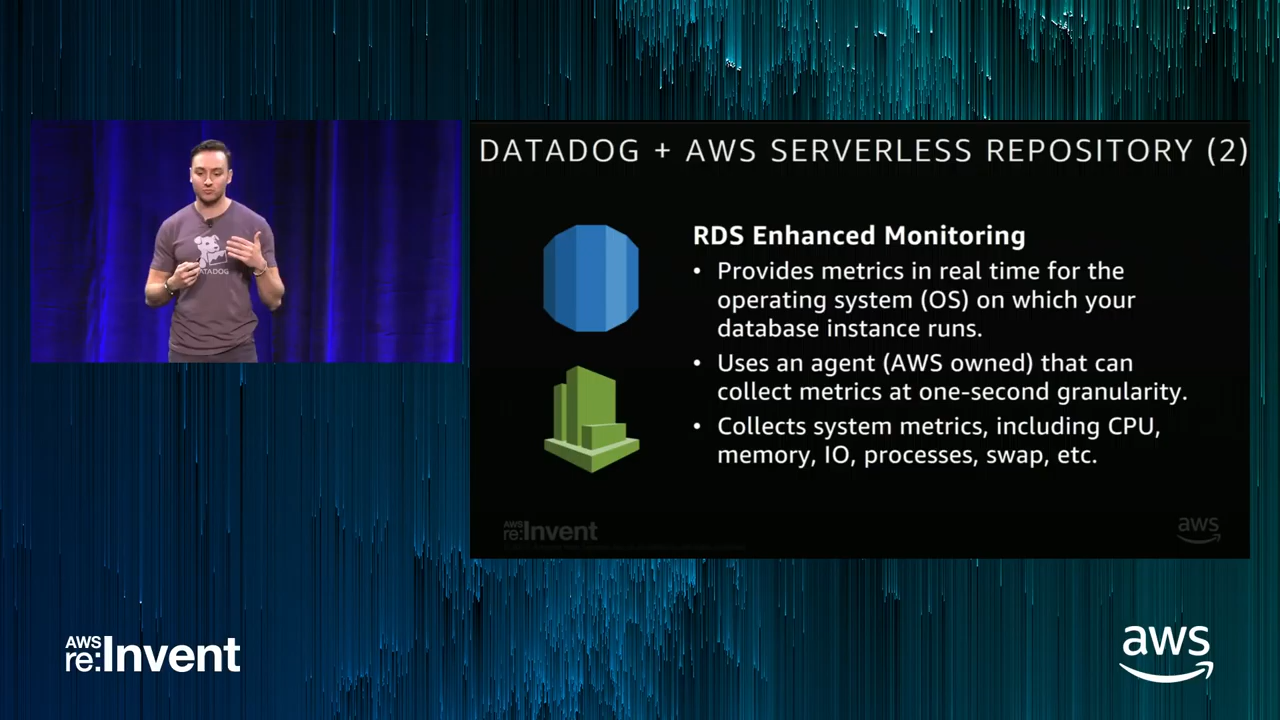 DATADOG + AWS SERVERLESS REPOSITORY (2)
DATADOG
RDS Enhanced Monitoring
• Provides metrics in real time for the
operating system (OS) on which your
database instance runs.
• Uses an agent (AWS owned) that can
collect metrics at one-second granularity.
• Collects system metrics, including CPU,
memory, IO, processes, swap, etc.
AWS
re:Invent
aws
AWS
re:Invent
aws